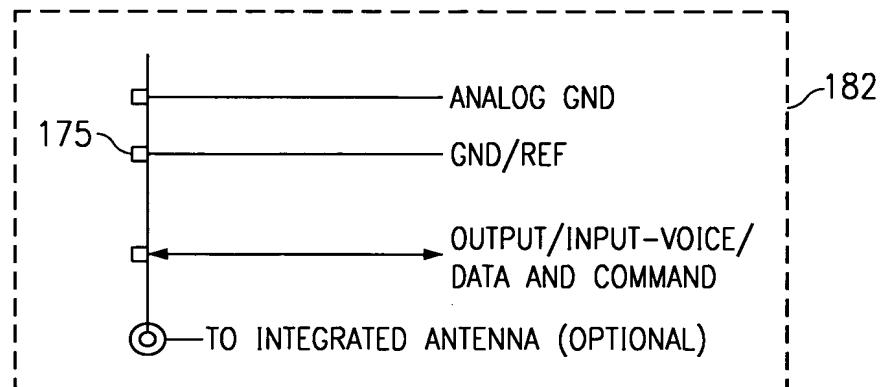 ANALOG GND
182
175
GND/REF
OUTPUT/INPUT-VOICE/
DATA AND COMMAND
TO INTEGRATED ANTENNA (OPTIONAL)